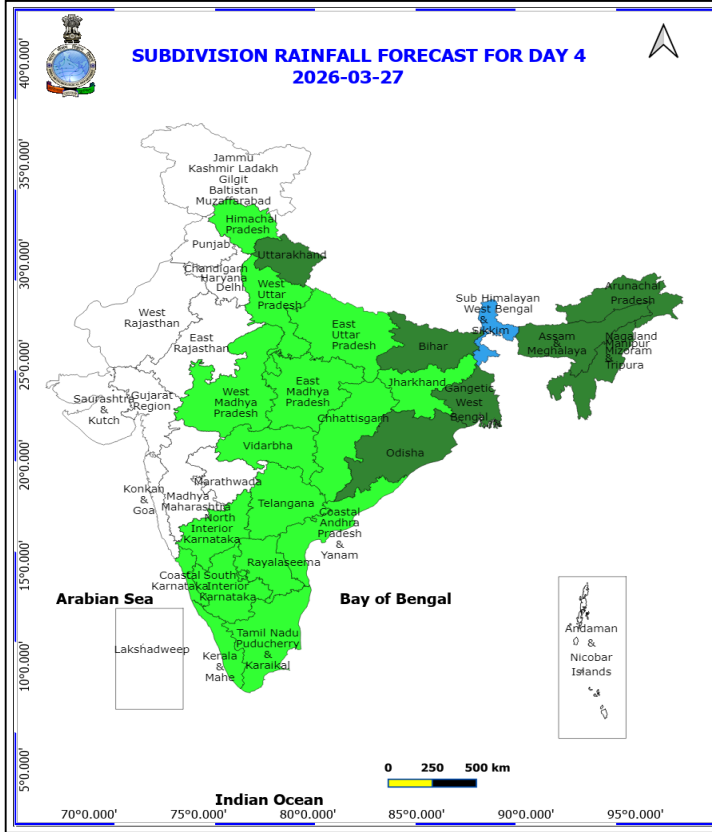 SUBDIVISION RAINFALL FORECAST FOR DAY 4
2026-03-27
40°0.000'
35°0.000'
30°0.000'
25°0.000'
20°0.000'
15°0.000'
10°0.000'
5°0.000'
Jammu
Kashmir Ladakh
Gilgit
Baltistan
Muzaffarabad
Himachal
Pradesh
Punjab
Uttarakhand
Chandigarh
Haryana
Delhi
West
Uttar
Pradesh
West
Rajasthan
East
Rajasthan
East
Uttar
Pradesh
Bihar
Sub Himalayan
West Bengal
&
Sikkim
Arunachal
Pradesh
Assam
&
Meghalaya
Nagaland
Manipur
Mizoram
&
Tripura
Saurashtra
&
Kutch
Gujarat
Region
West
Madhya
Pradesh
East
Madhya
Pradesh
Jharkhand
Gangetic
West
Bengal
Chhattisgarh
Vidarbha
Odisha
Konkan
&
Goa
Madhya
Maharashtra
Marathwada
Telangana
North
Interior
Karnataka
Coastal
Andhra
Pradesh
&
Yanam
Rayalaseema
Coastal
Karnataka
South
Interior
Karnataka
Arabian Sea
Bay of Bengal
Lakshadweep
Kerala
&
Mahe
Tamil Nadu
Puducherry
&
Karaikal
Andaman
&
Nicobar
Islands
0 250 500 km
Indian Ocean
70°0.000' 75°0.000' 80°0.000' 85°0.000' 90°0.000' 95°0.000'